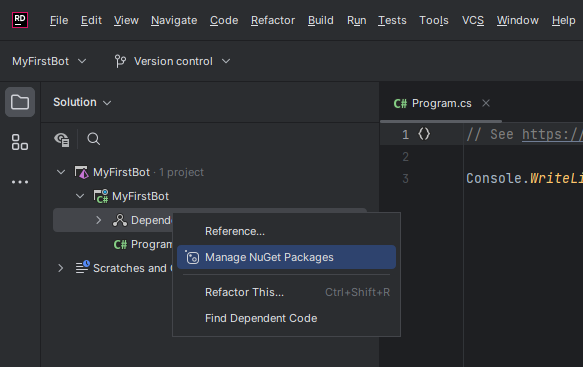 RD File Edit View Navigate Code Refactor Build Run Tests Tools VCS Window Help
MyFirstBot Version control
Solution
C# Program.cs
MyFirstBot · 1 project
MyFirstBot
Depend
C# Program
Scratches and
1 // See https://
2
3 Console.WriteLi
Reference...
Manage NuGet Packages
Refactor This... Ctrl+Shift+R
Find Dependent Code